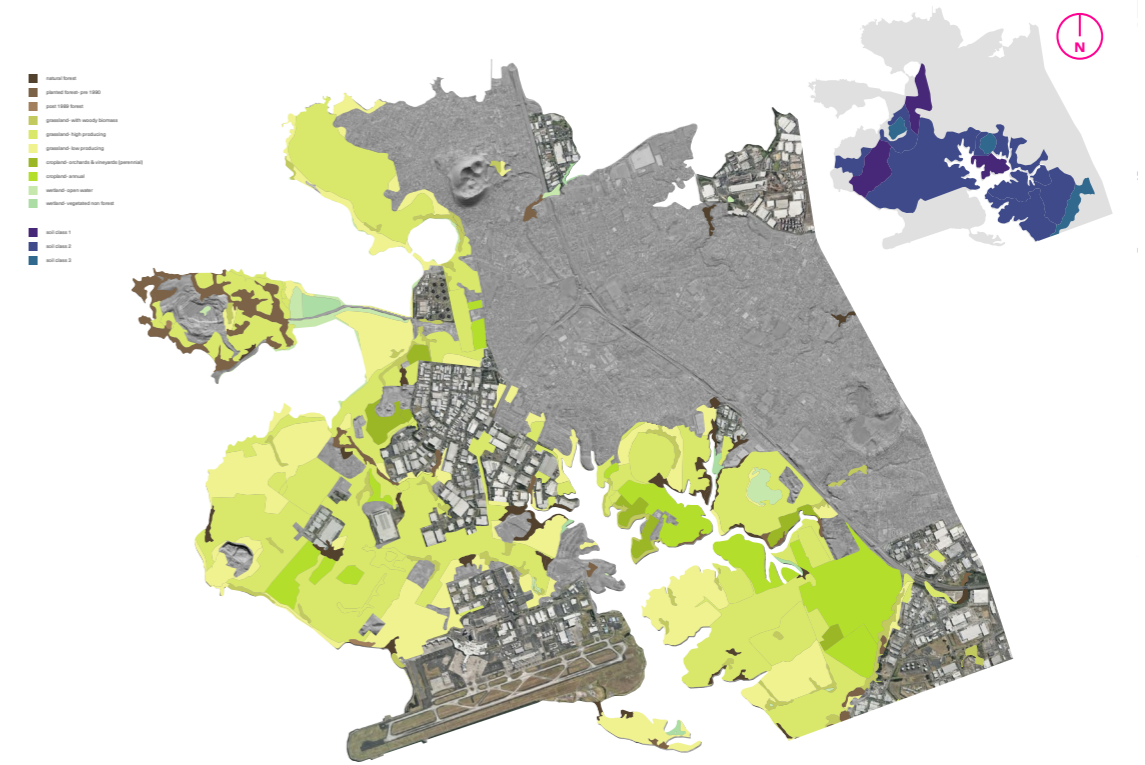 natural forest
planted forest- pre 1990
post 1989 forest
grassland- with woody biomass
grassland- high producing
grassland- low producing
cropland- orchards & vineyards (perennial)
cropland- annual
wetland- open water
wetland- vegetated non forest
soil class 1
soil class 2
soil class 3
N